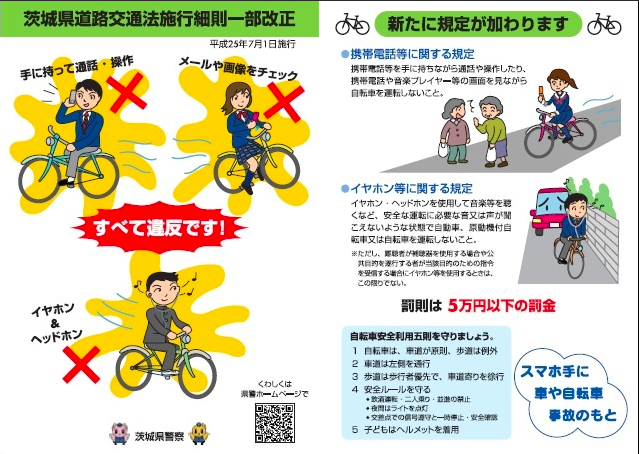 茨城県道路交通法施行細則一部改正
平成25年7月1日施行
手に持って通話・操作
メールや画像をチェック
すべて違反です!
イヤホン
&
ヘッドホン
くわしくは
県警ホームページで
茨城県警察
新たに規定が加わります
●携帯電話等に関する規定
携帯電話等を手に持ちながら通話や操作したり、
携帯電話や音楽プレイヤー等の画面を見ながら
自転車を運転しないこと。
●イヤホン等に関する規定
イヤホン・ヘッドホンを使用して音楽等を聴
くなど、安全な運転に必要な音又は声が聞
こえないような状態で自動車、原動機付自
転車又は自転車を運転しないこと。
※ただし、難聴者が補聴器を使用する場合や公
共目的を遂行する者が当該目的のための指令
を受信する場合にイヤホン等を使用するときは、
この限りでない。
罰則は 5万円以下の罰金
自転車安全利用五則を守りましょう。
1 自転車は、車道が原則、歩道は例外
2 車道は左側を通行
3 歩道は歩行者優先で、車道寄りを徐行
4 安全ルールを守る
◆飲酒運転・二人乗り・並進の禁止
◆夜間はライトを点灯
◆交差点での信号遵守と一時停止・安全確認
5 子どもはヘルメットを着用
スマホ手に
車や自転車
事故のもと